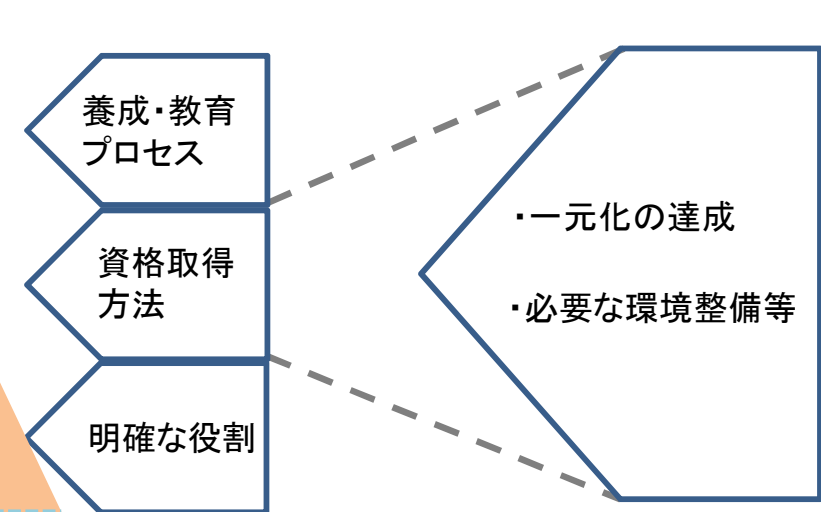 養成・教育
プロセス
資格取得
方法
明確な役割
・一元化の達成
・必要な環境整備等